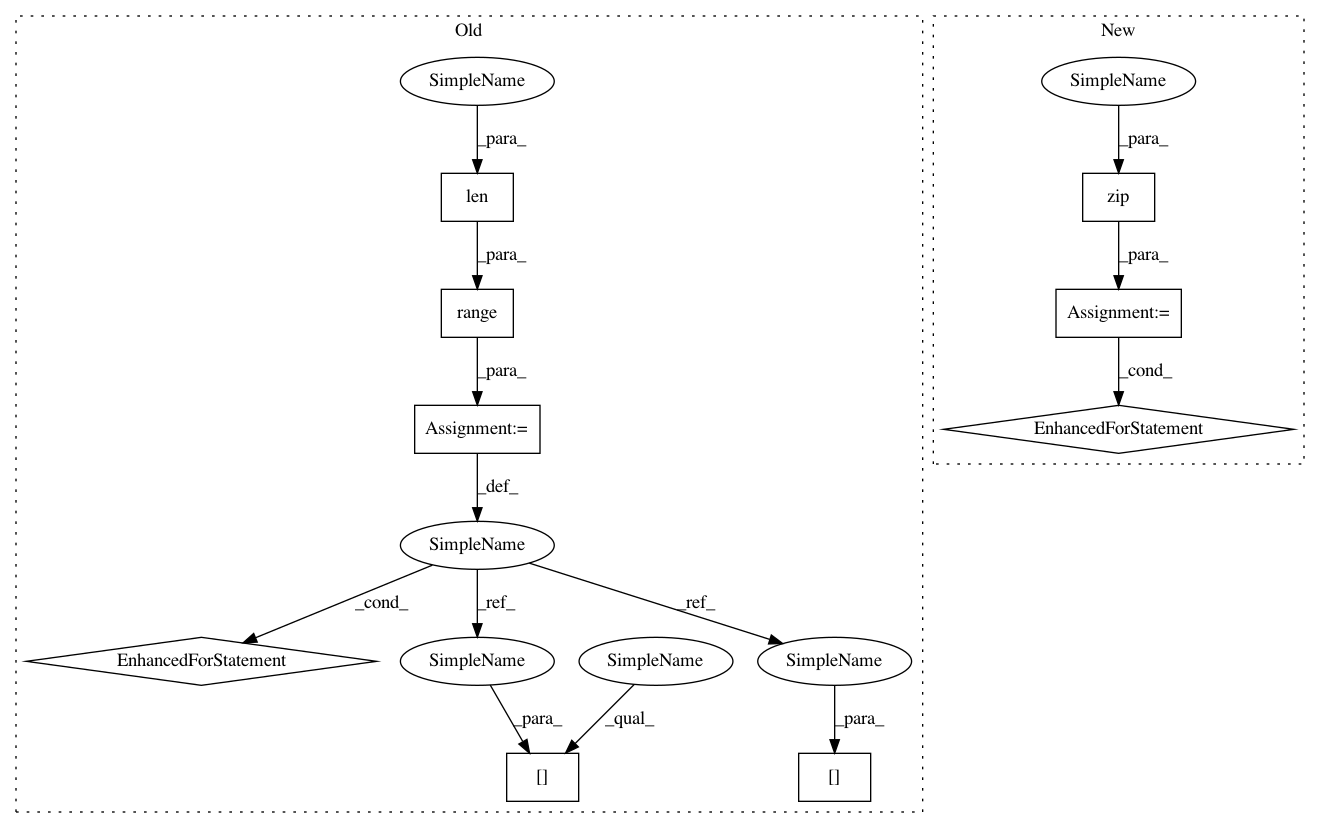 Old
New
SimpleName
SimpleName
_para_
_para_
len
zip
_para_
_para_
range
Assignment:=
_para_
_cond_
Assignment:=
EnhancedForStatement
_def_
SimpleName
_cond_
_ref_
_ref_
EnhancedForStatement
SimpleName
SimpleName
SimpleName
_para_
_qual_
_para_
[]
[]